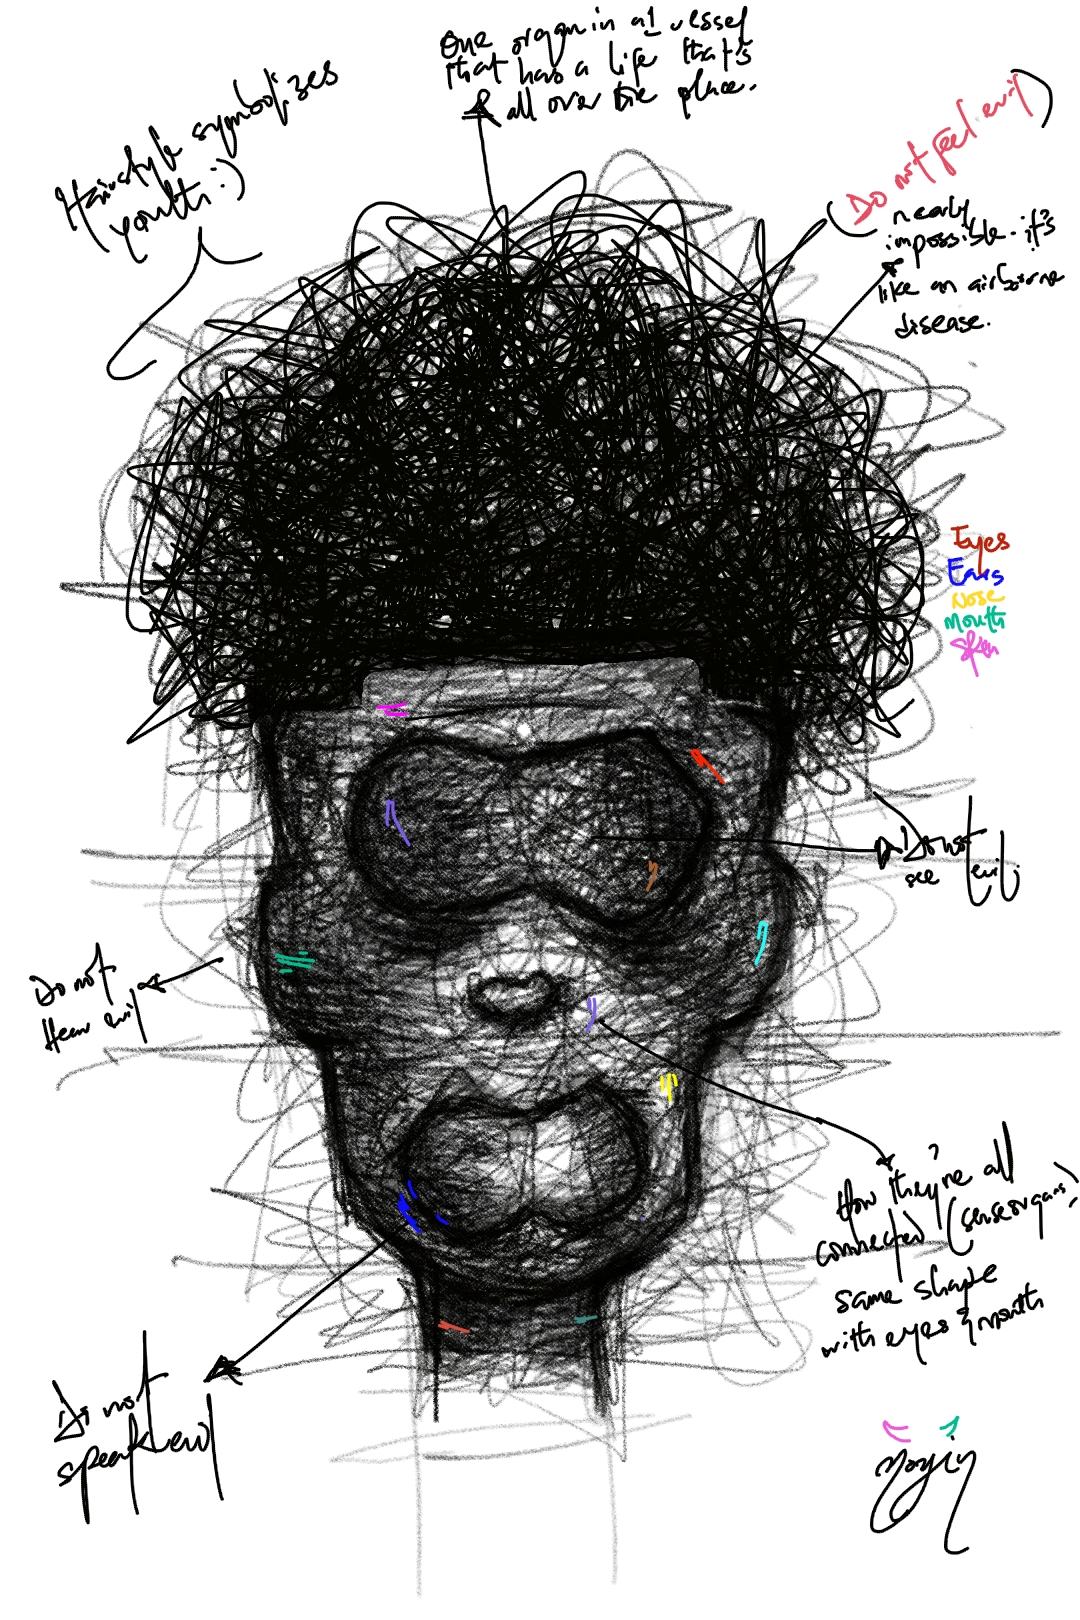 One organ in a1 vessel
that has a life that's
all over the place.
Hairstyle symbolizes
youth :)
(Do not feel evil)
nearly
impossible. it's
like an airborne
disease.
Eyes
Ears
Nose
Mouth
Skin
Do not
see evil
Do not
Hear evil
How they're all
connected (sense organs)
same shape
with eyes & mouth
Do not
speak evil